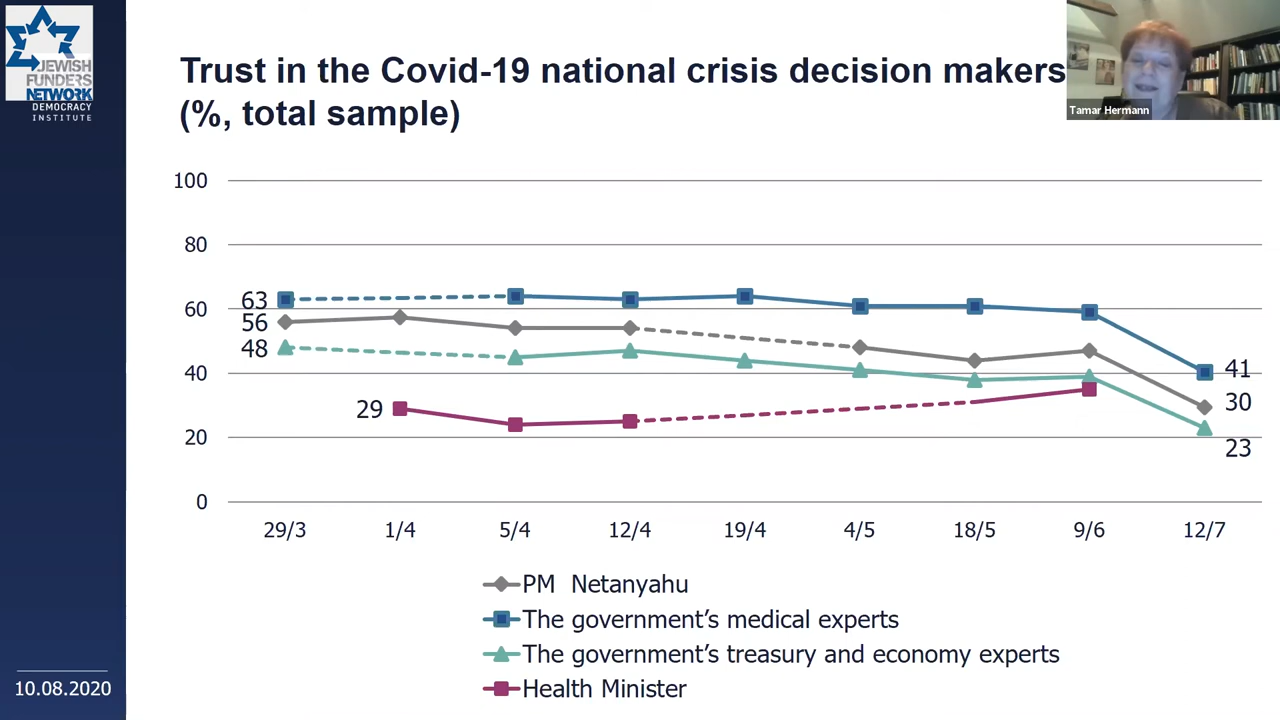 JEWISH
FUNDERS
NETWORK
DEMOCRACY
INSTITUTE
Trust in the Covid-19 national crisis decision makers
(%, total sample)
Tamar Hermann
100
80
60
40
20
0
63
56
48
29
41
30
23
29/3 1/4 5/4 12/4 19/4 4/5 18/5 9/6 12/7
PM Netanyahu
The government's medical experts
The government's treasury and economy experts
Health Minister
10.08.2020